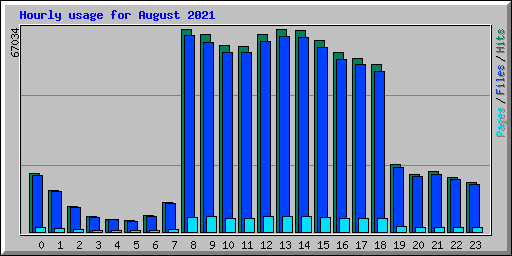 Hourly usage for August 2021
67034
Pages/Files/Hits
0 1 2 3 4 5 6 7 8 9 10 11 12 13 14 15 16 17 18 19 20 21 22 23